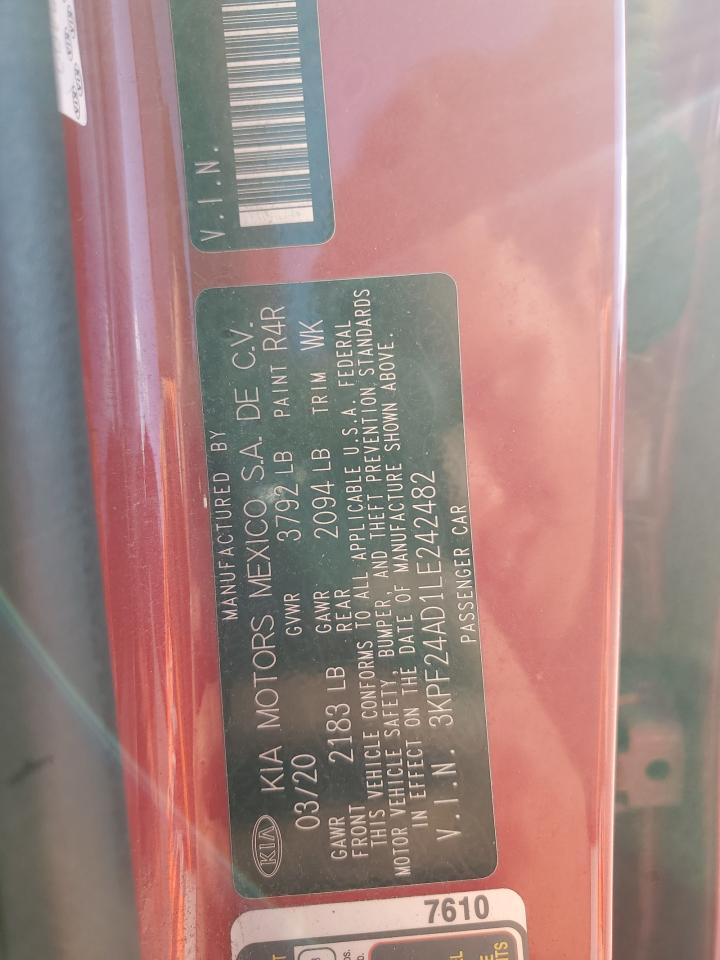 V.I.N.
MANUFACTURED BY
KIA KIA MOTORS MEXICO S.A. DE C.V.
03/20 GVWR 3792 LB PAINT R4R
GAWR FRONT 2183 LB GAWR REAR 2094 LB TRIM WK
THIS VEHICLE CONFORMS TO ALL APPLICABLE U.S.A. FEDERAL
MOTOR VEHICLE SAFETY, BUMPER, AND THEFT PREVENTION STANDARDS
IN EFFECT ON THE DATE OF MANUFACTURE SHOWN ABOVE.
V.I.N. 3KPF24AD1LE242482
PASSENGER CAR
7610